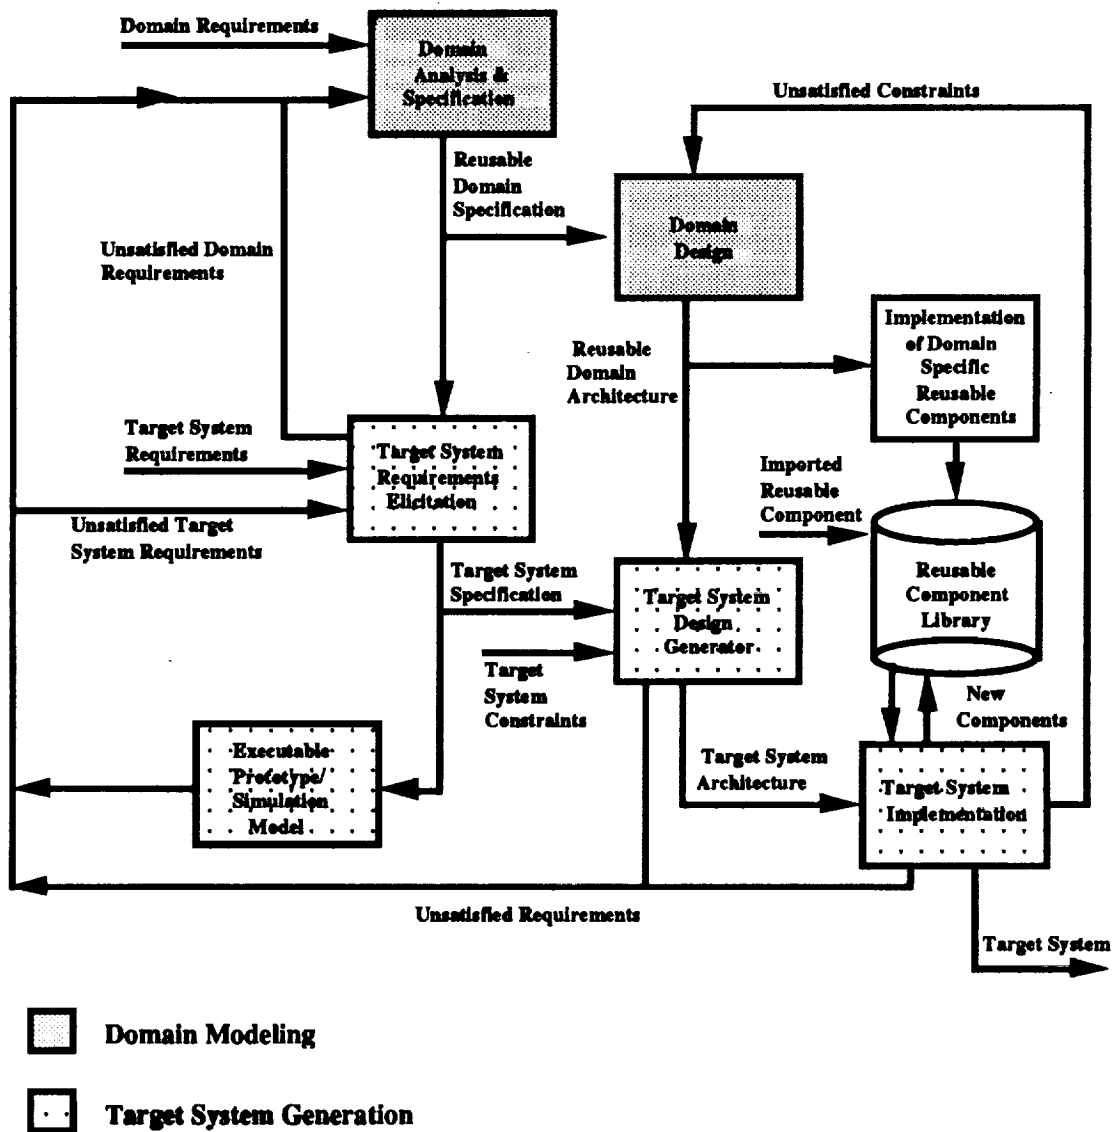 Domain Requirements
Domain
Analysis &
Specification
Unsatisfied Constraints
Reusable
Domain
Specification
Domain
Design
Unsatisfied Domain
Requirements
Implementation
of Domain
Specific
Reusable
Components
Reusable
Domain
Architecture
Target System
Requirements
Target System
Requirements
Elicitation
Imported
Reusable
Component
Unsatisfied Target
System Requirements
Reusable
Component
Library
Target System
Specification
Target System
Design
Generator
Target
System
Constraints
New
Components
Executable
Prototype/
Simulation
Model
Target System
Architecture
Target System
Implementation
Unsatisfied Requirements
Target System
Domain Modeling
Target System Generation